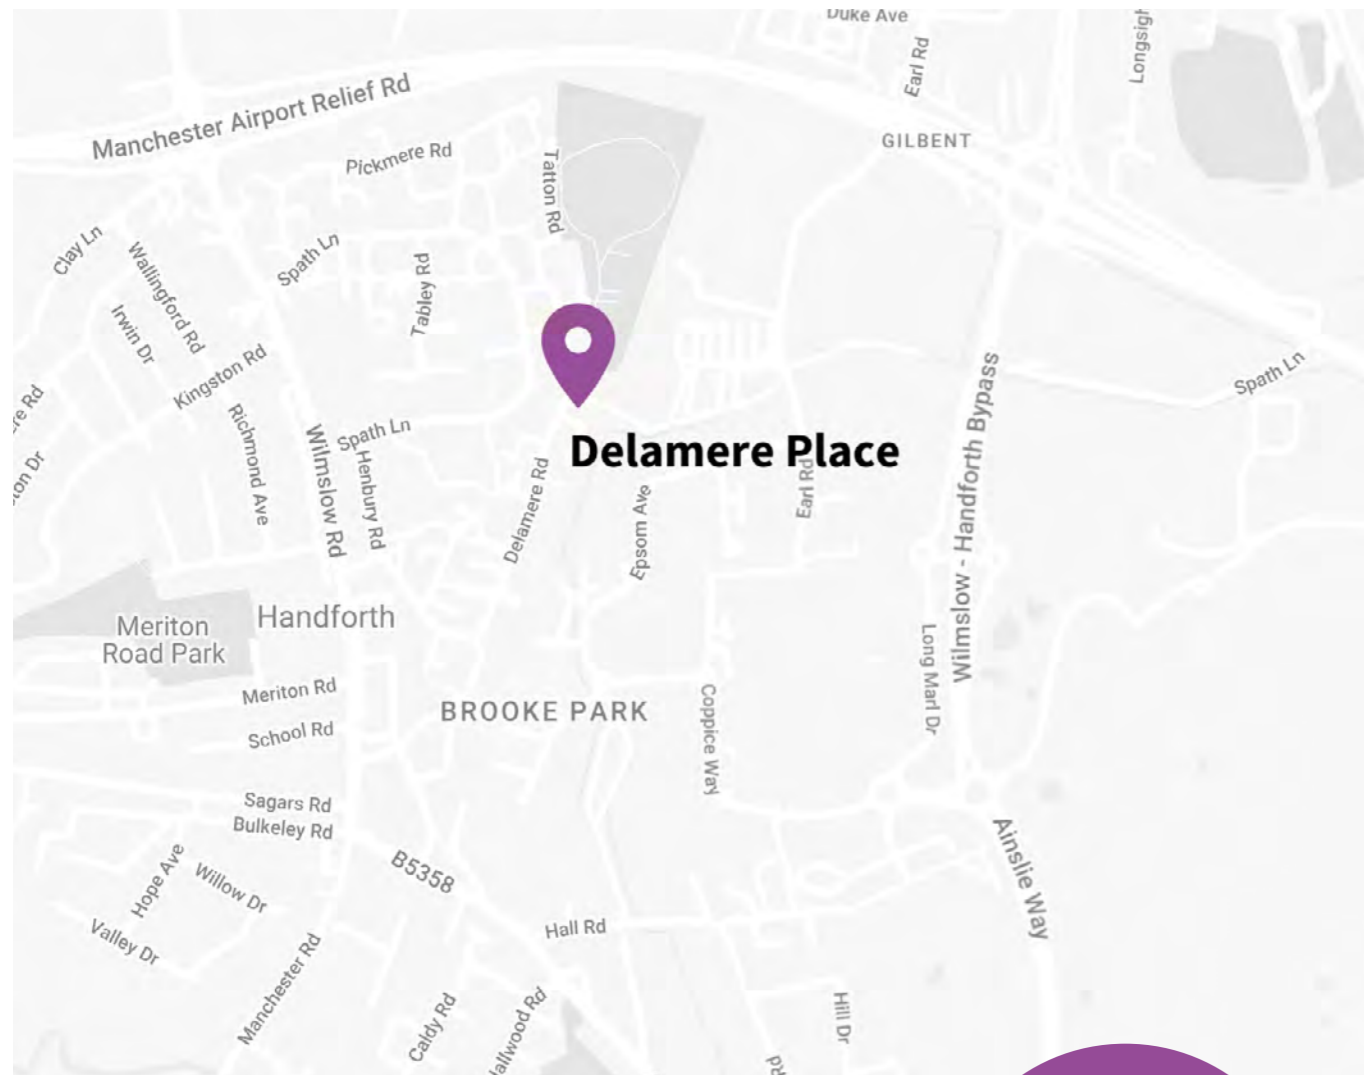 Duke Ave
Earl Rd
Manchester Airport Relief Rd
GILBENT
Pickmere Rd
Tatton Rd
Clay Ln
Wallingford Rd
Spath Ln
Tabley Rd
Irwin Dr
Kingston Rd
Spath Ln
Richmond Ave
Wilmslow Rd
Spath Ln
Henbury Rd
Delamere Place
Delamere Rd
Epsom Ave
Earl Rd
Wilmslow - Handforth Bypass
Handforth
Meriton
Road Park
Long Marl Dr
Meriton Rd
BROOKE PARK
Coppice Way
School Rd
Sagars Rd
Bulkeley Rd
Hope Ave
Willow Dr
B5358
Ainslie Way
Valley Dr
Hall Rd
Manchester Rd
Caldy Rd
Hill Dr
Rd